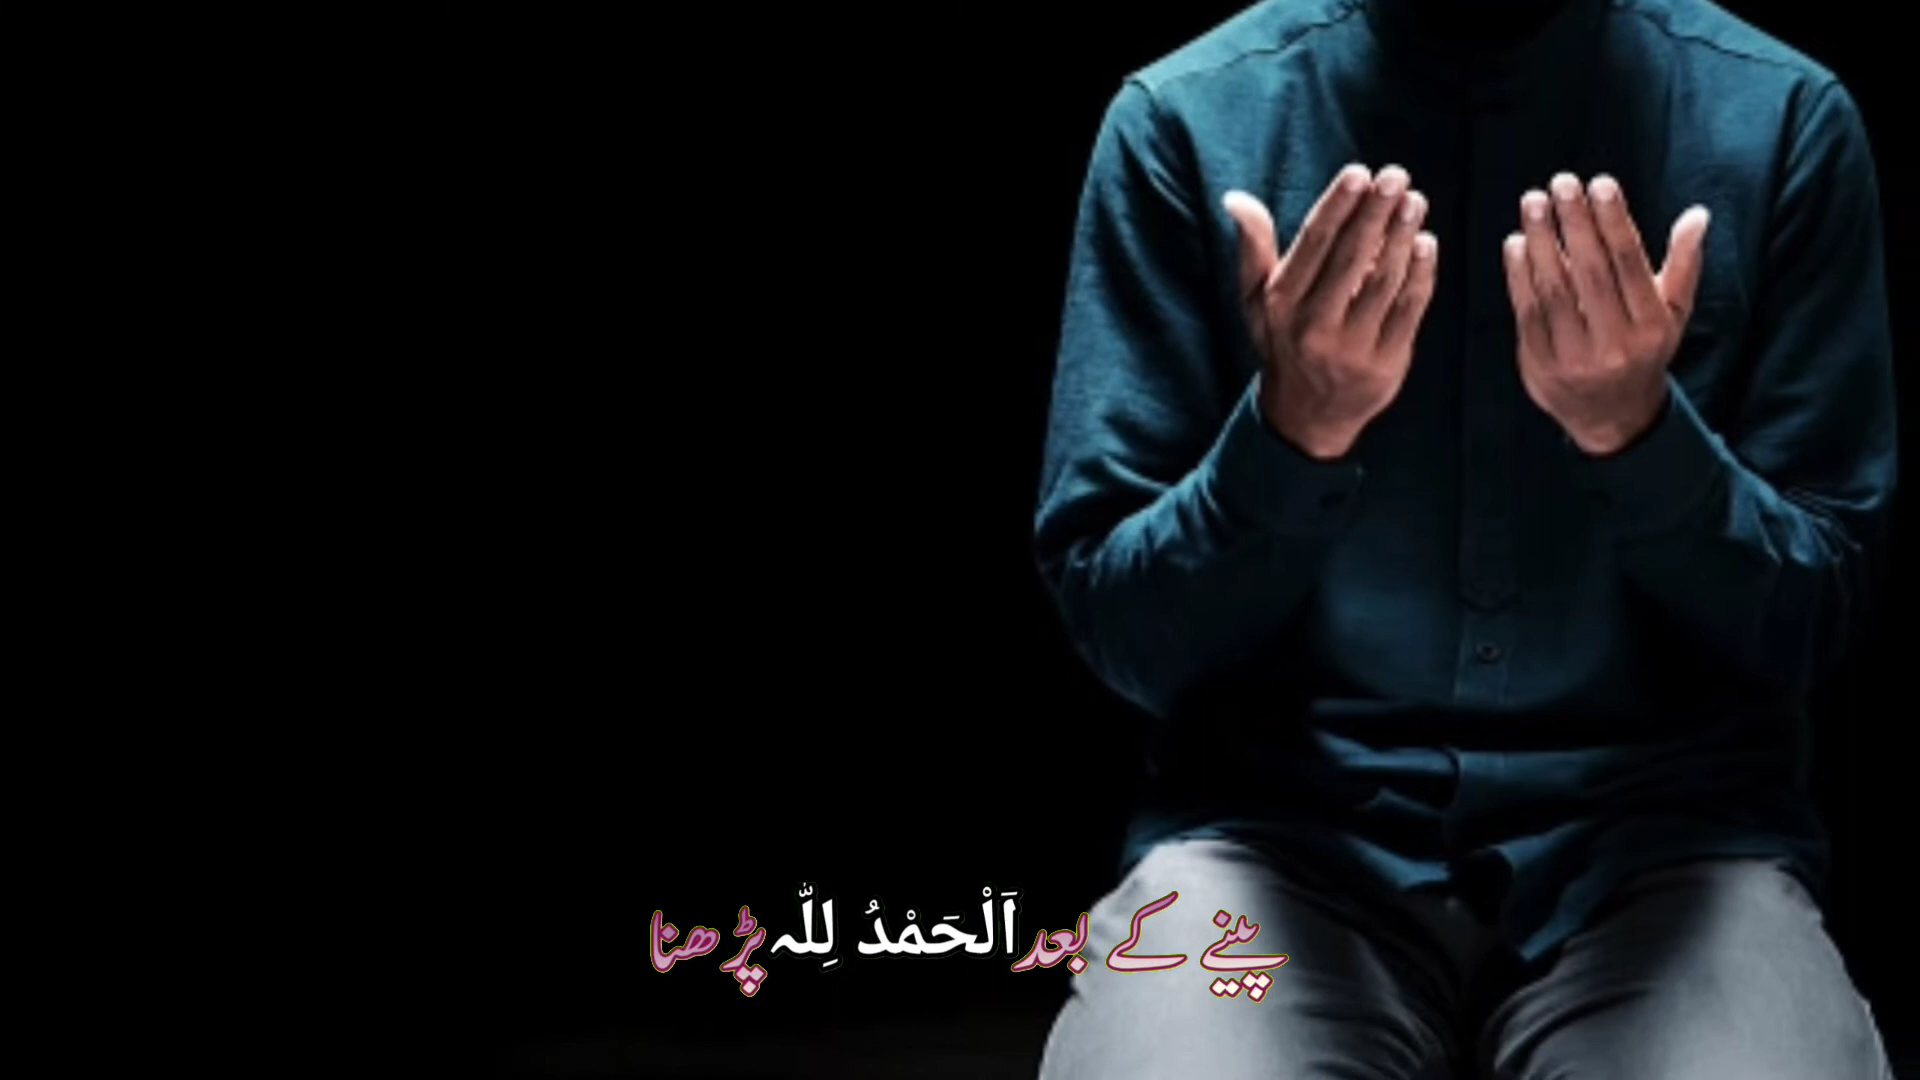 پینے کے بعد اَلْحَمْدُ لِلّٰہ پڑھنا